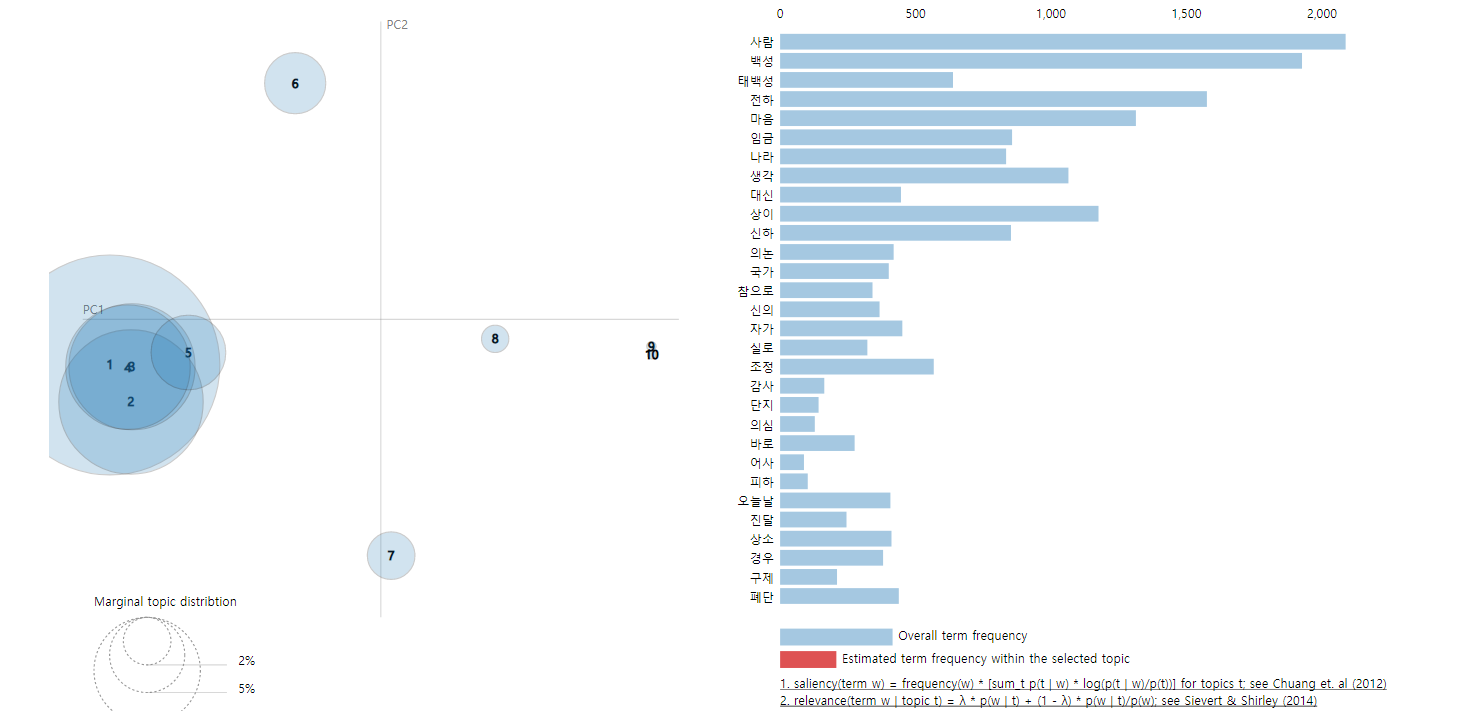 PC2
6
PC1
1
4
3
5
2
8
9
10
7
Marginal topic distribtion
2%
5%
0 500 1,000 1,500 2,000
사람
백성
태백성
전하
마음
임금
나라
생각
대신
상이
신하
의논
국가
참으로
신의
자가
실로
조정
감사
단지
의심
바로
어사
피하
오늘날
진달
상소
경우
구제
폐단
Overall term frequency
Estimated term frequency within the selected topic
1. saliency(term w) = frequency(w) * [sum_t p(t | w) * log(p(t | w)/p(t))] for topics t; see Chuang et. al (2012)
2. relevance(term w | topic t) = λ * p(w | t) + (1 - λ) * p(w | t)/p(w); see Sievert & Shirley (2014)